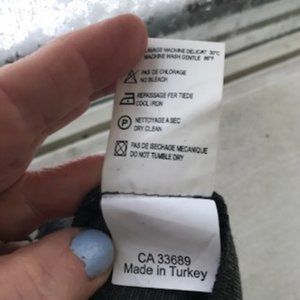 LAVAGE MACHINE DELICAT 30°C
MACHINE WASH GENTLE 86°F
PAS DE CHLORAGE
NO BLEACH
REPASSAGE FER TIEDE
COOL IRON
P
NETTOYAGE A SEC
DRY CLEAN
PAS DE SECHAGE MECANIQUE
DO NOT TUMBLE DRY
CA 33689
Made in Turkey